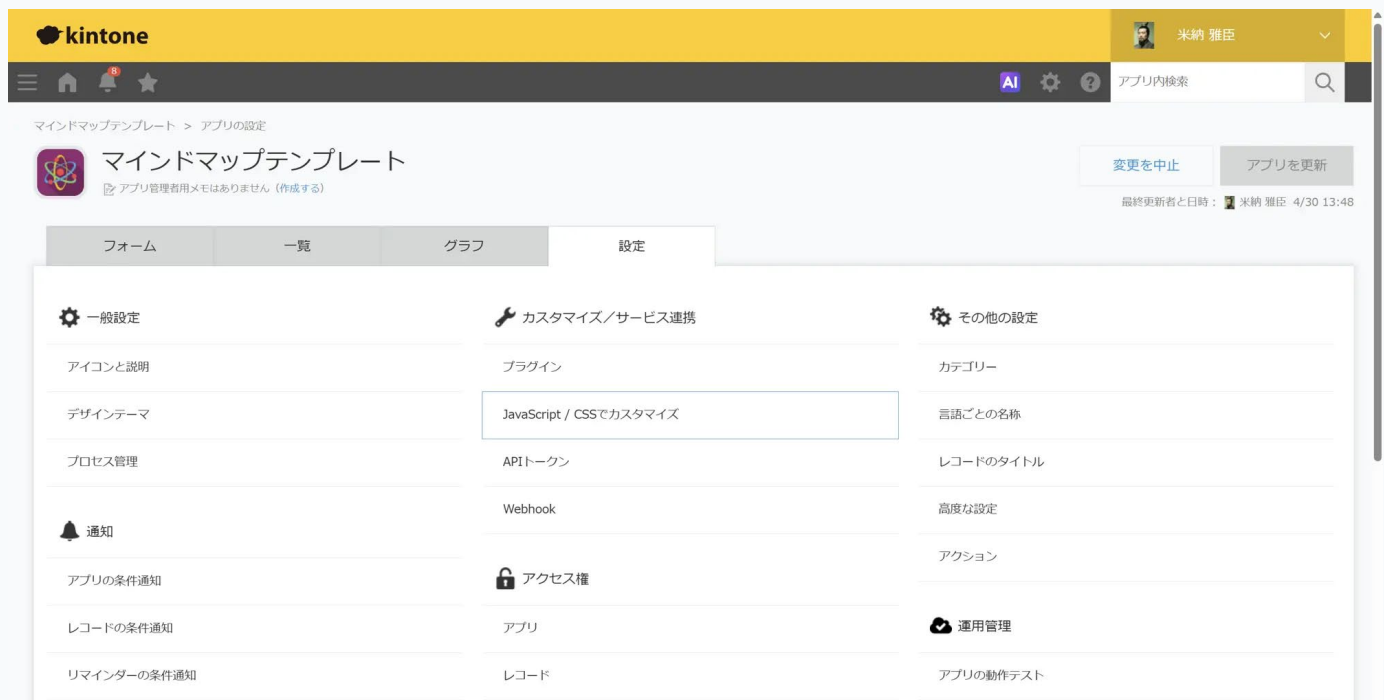 kintone
米納 雅臣
8
AI
アプリ内検索
マインドマップテンプレート > アプリの設定
マインドマップテンプレート
アプリ管理者用メモはありません（作成する）
変更を中止
アプリを更新
最終更新者と日時： 米納 雅臣 4/30 13:48
フォーム
一覧
グラフ
設定
一般設定
アイコンと説明
デザインテーマ
プロセス管理
通知
アプリの条件通知
レコードの条件通知
リマインダーの条件通知
カスタマイズ／サービス連携
プラグイン
JavaScript / CSSでカスタマイズ
APIトークン
Webhook
アクセス権
アプリ
レコード
その他の設定
カテゴリー
言語ごとの名称
レコードのタイトル
高度な設定
アクション
運用管理
アプリの動作テスト